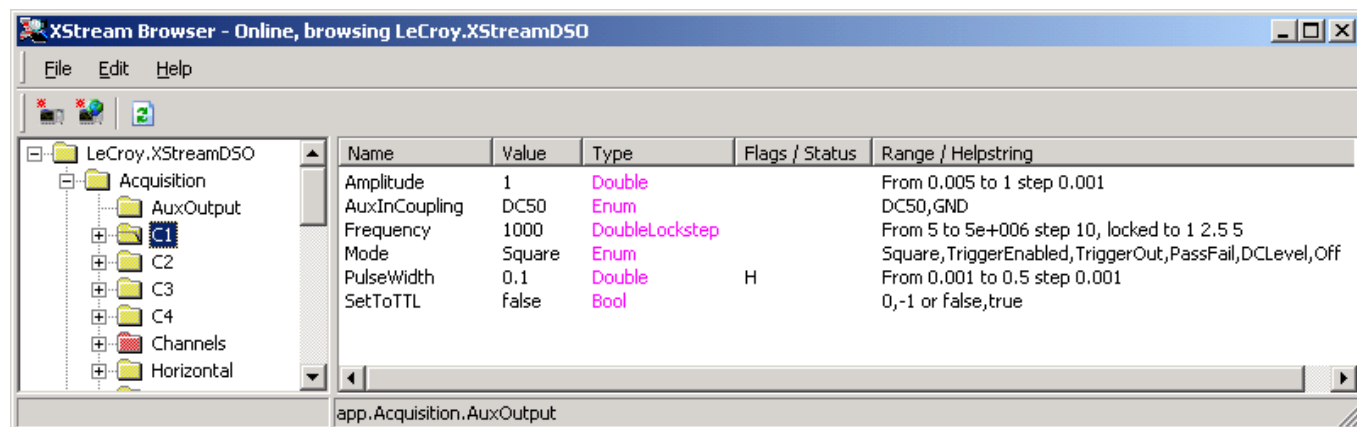 XStream Browser - Online, browsing LeCroy.XStreamDSO
File Edit Help
LeCroy.XStreamDSO
Acquisition
AuxOutput
C1
C2
C3
C4
Channels
Horizontal
Name Value Type Flags / Status Range / Helpstring
Amplitude 1 Double From 0.005 to 1 step 0.001
AuxInCoupling DC50 Enum DC50,GND
Frequency 1000 DoubleLockstep From 5 to 5e+006 step 10, locked to 1 2.5 5
Mode Square Enum Square,TriggerEnabled,TriggerOut,PassFail,DCLevel,Off
PulseWidth 0.1 Double H From 0.001 to 0.5 step 0.001
SetToTTL false Bool 0,-1 or false,true
app.Acquisition.AuxOutput